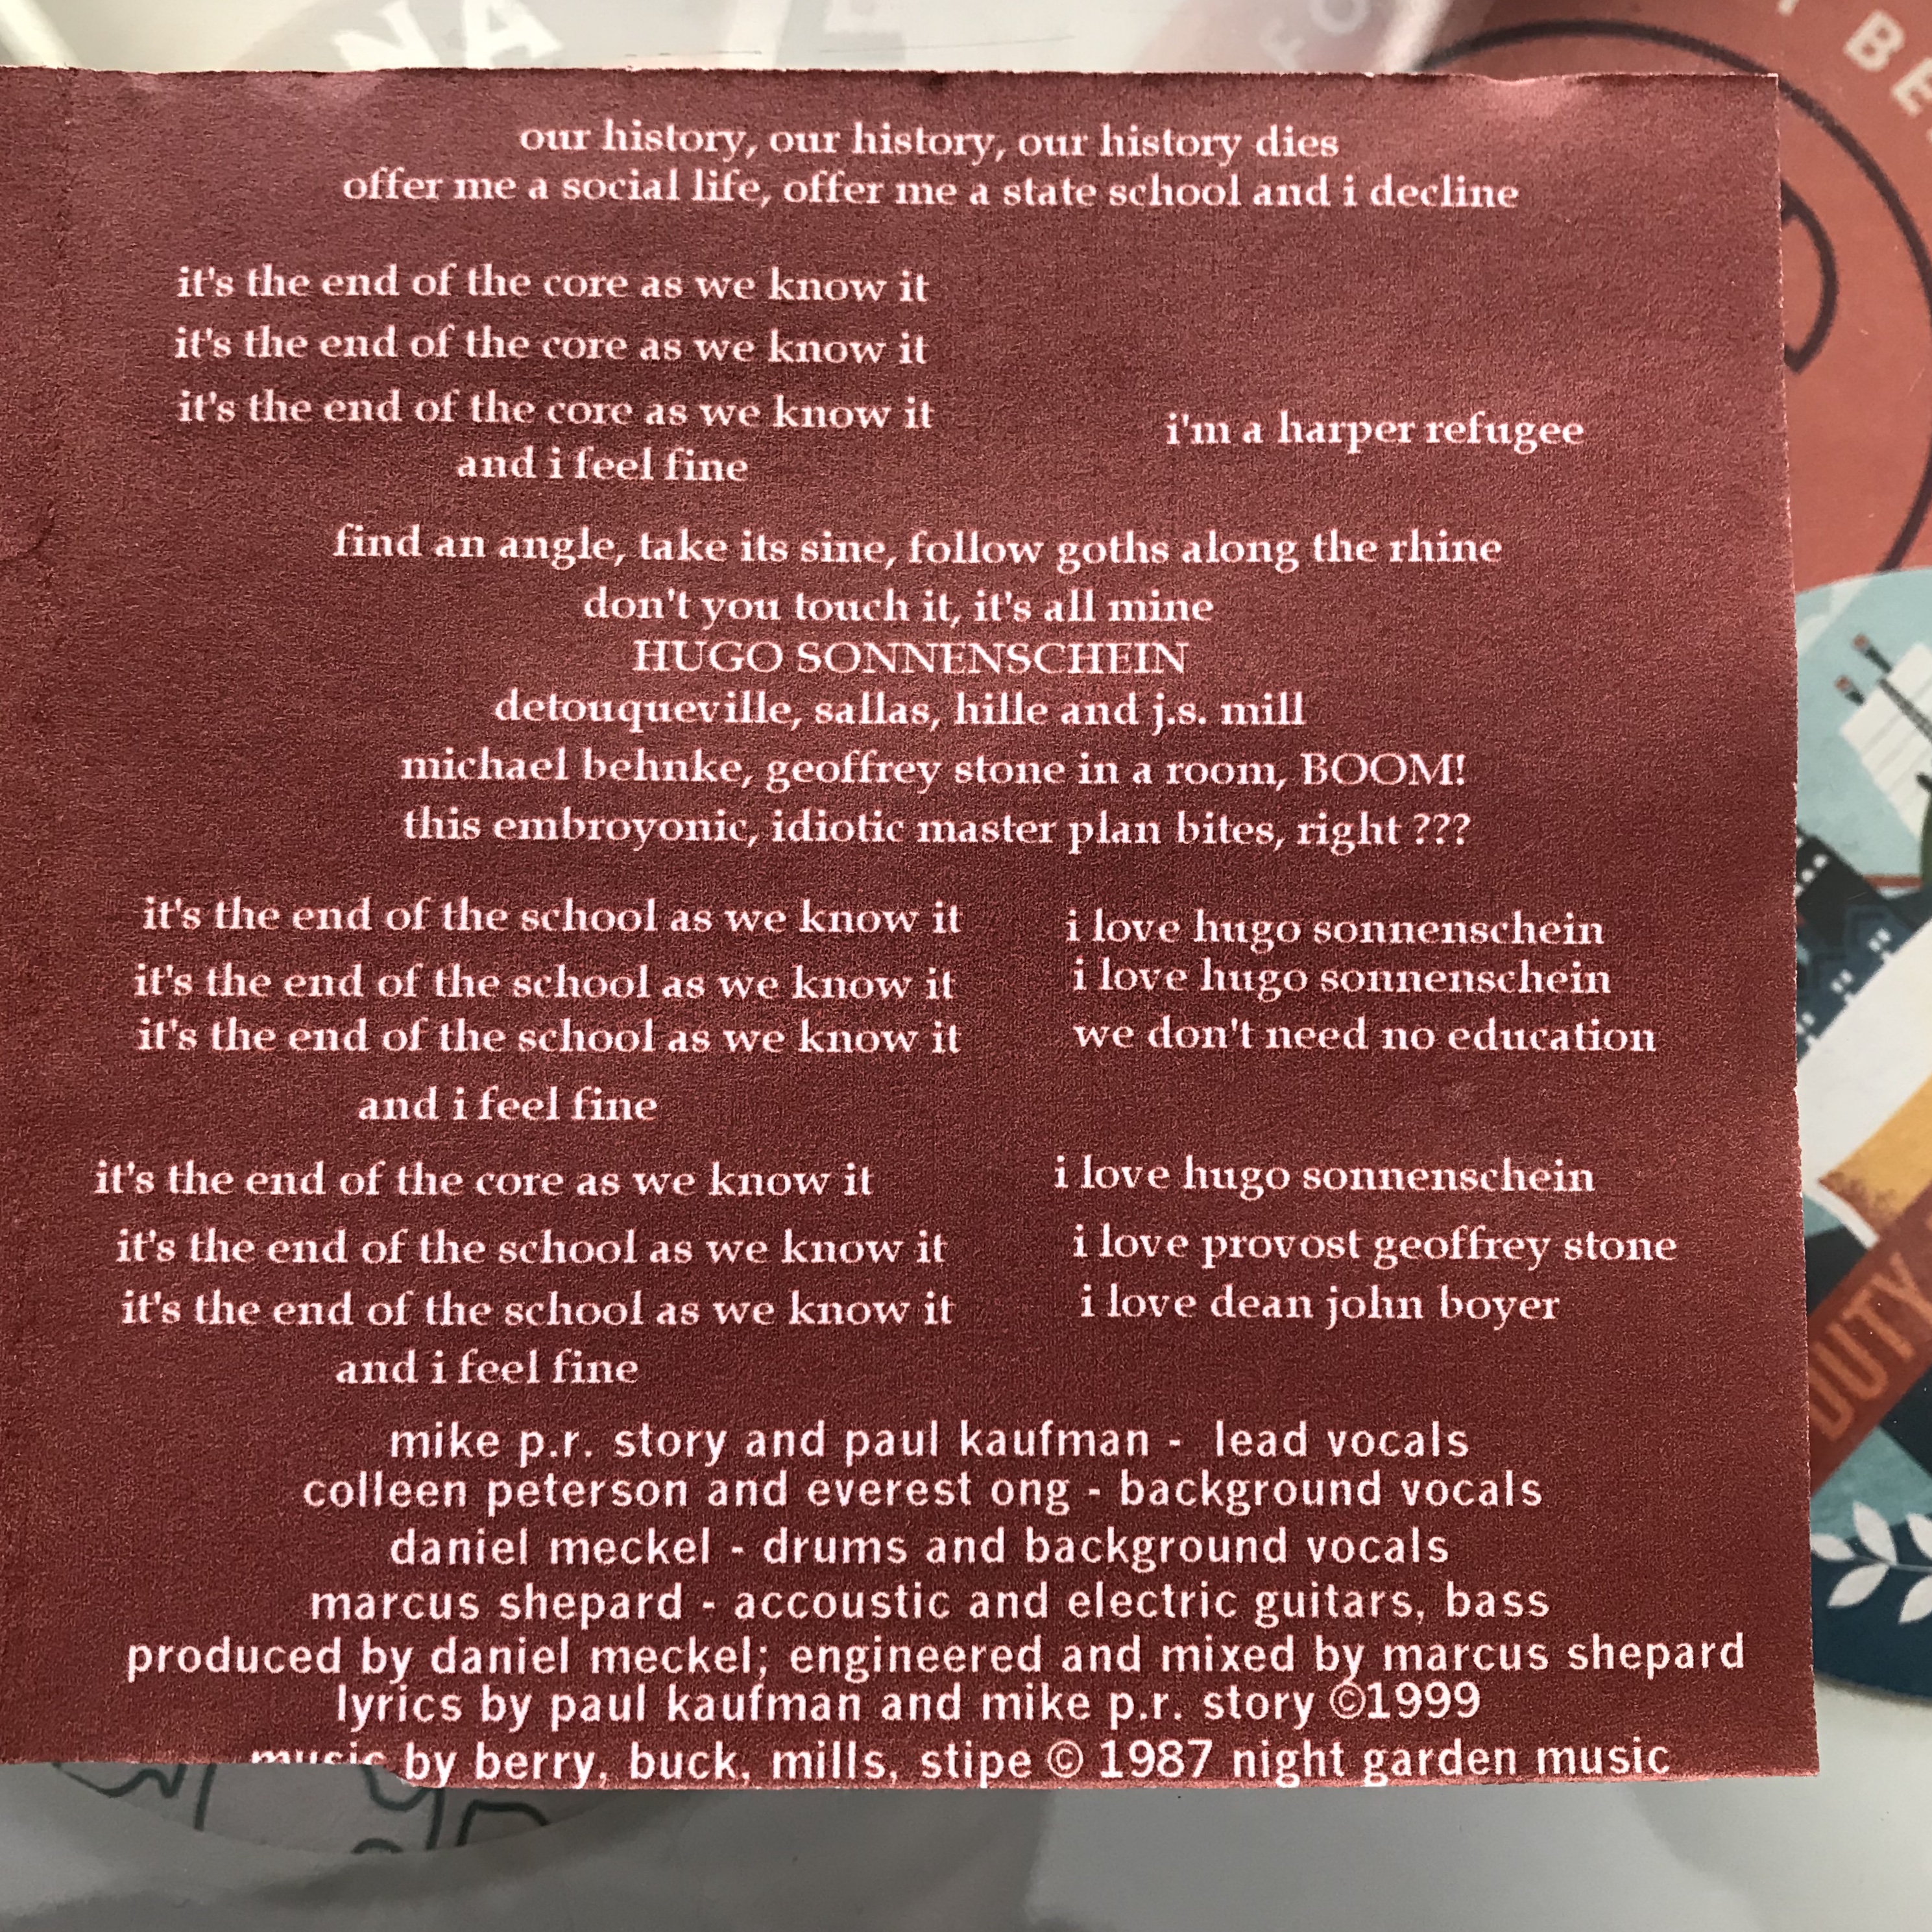 NA
FO
BE
our history, our history, our history dies
offer me a social life, offer me a state school and i decline
it's the end of the core as we know it
it's the end of the core as we know it
it's the end of the core as we know it
i'm a harper refugee
and i feel fine
find an angle, take its sine, follow goths along the rhine
don't you touch it, it's all mine
HUGO SONNENSCHEIN
detouqueville, sallas, hille and j.s. mill
michael behnke, geoffrey stone in a room, BOOM!
this embroyonic, idiotic master plan bites, right ???
it's the end of the school as we know it
i love hugo sonnenschein
it's the end of the school as we know it
i love hugo sonnenschein
it's the end of the school as we know it
we don't need no education
and i feel fine
it's the end of the core as we know it
i love hugo sonnenschein
it's the end of the school as we know it
i love provost geoffrey stone
it's the end of the school as we know it
i love dean john boyer
and i feel fine
DUTY
mike p.r. story and paul kaufman - lead vocals
colleen peterson and everest ong - background vocals
daniel meckel - drums and background vocals
marcus shepard - accoustic and electric guitars, bass
produced by daniel meckel; engineered and mixed by marcus shepard
lyrics by paul kaufman and mike p.r. story ©1999
music by berry, buck, mills, stipe © 1987 night garden music